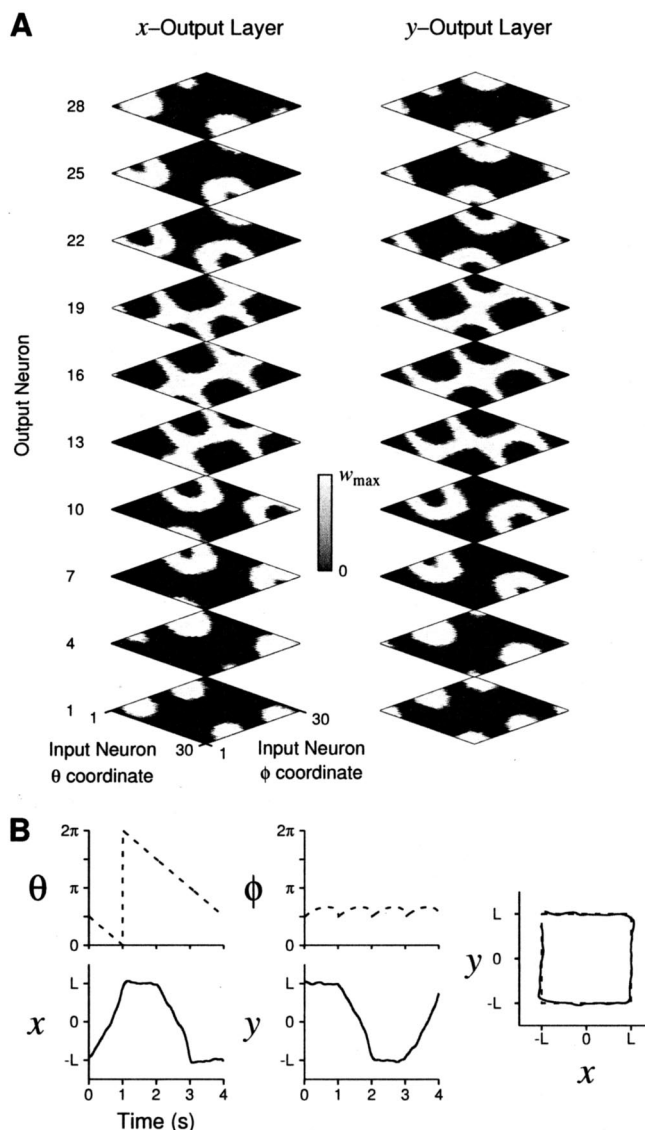 A
x–Output Layer
y–Output Layer
Output Neuron
28
25
22
19
16
13
10
7
4
1
w max
0
1
30
30
1
Input Neuron
θ coordinate
Input Neuron
ϕ coordinate
B
θ
2π
π
0
ϕ
2π
π
0
x
L
0
-L
0 1 2 3 4
Time (s)
y
L
0
-L
0 1 2 3 4
y
L
0
-L
-L 0 L
x